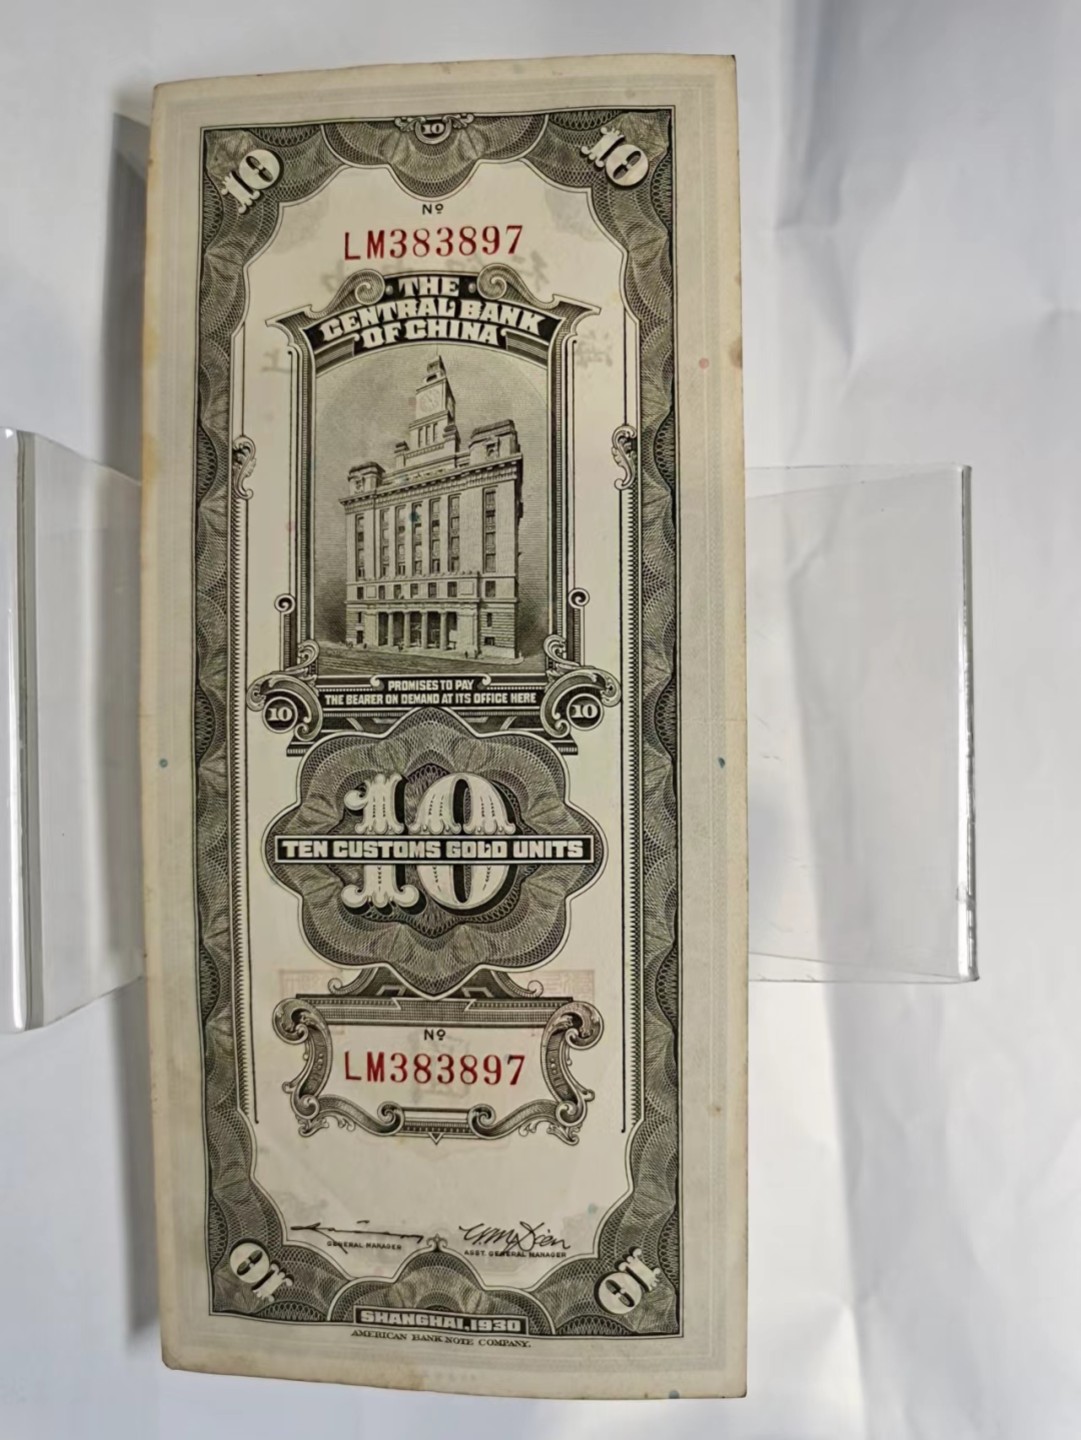 10
10
10
Nº
LM383897
THE
CENTRAL BANK
OF CHINA
PROMISES TO PAY
THE BEARER ON DEMAND AT ITS OFFICE HERE
10
10
10
TEN CUSTOMS GOLD UNITS
Nº
LM383897
GENERAL MANAGER
ASST. GENERAL MANAGER
10
10
SHANGHAI, 1930
AMERICAN BANK NOTE COMPANY.